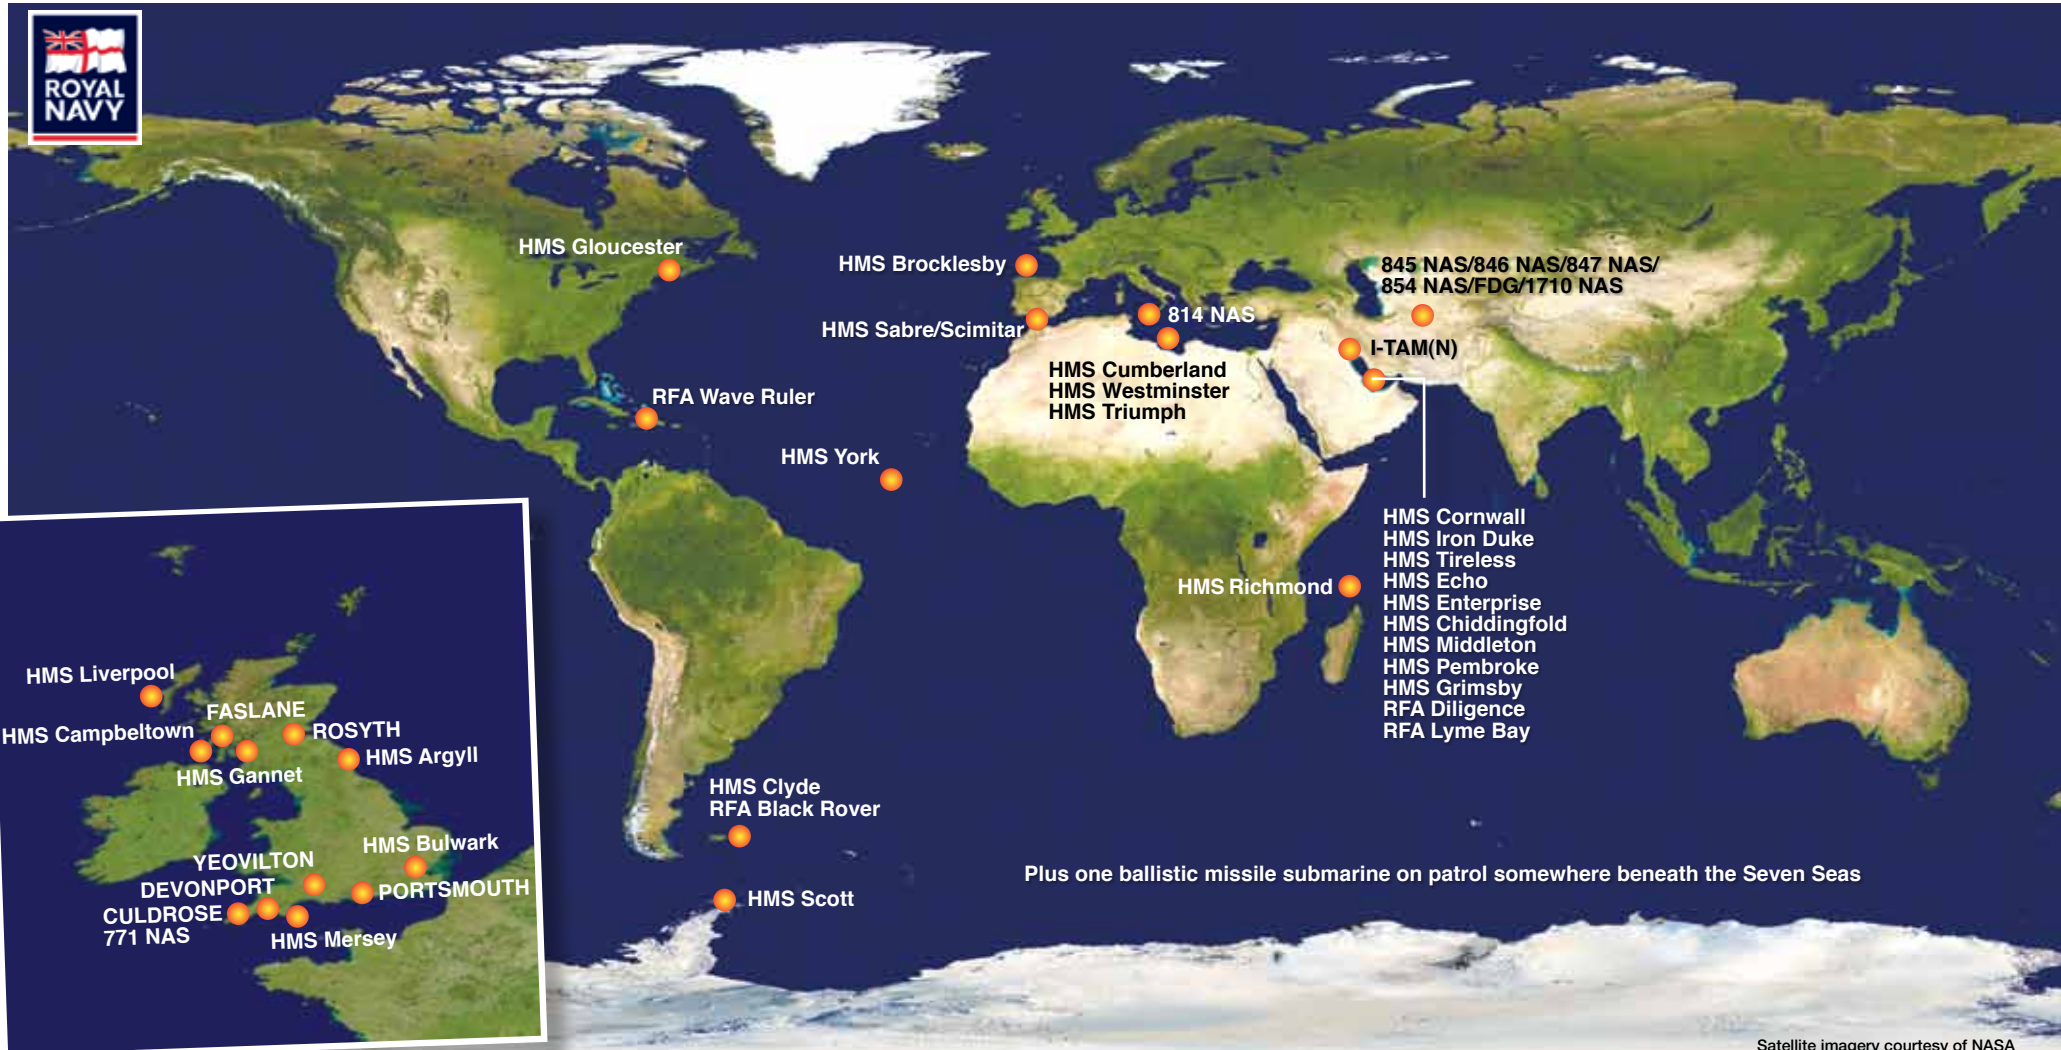 ROYAL
NAVY
HMS Gloucester
HMS Brocklesby
845 NAS/846 NAS/847 NAS/
854 NAS/FDG/1710 NAS
814 NAS
HMS Sabre/Scimitar
I-TAM(N)
HMS Cumberland
HMS Westminster
HMS Triumph
RFA Wave Ruler
HMS York
HMS Cornwall
HMS Iron Duke
HMS Tireless
HMS Echo
HMS Enterprise
HMS Chiddingfold
HMS Middleton
HMS Pembroke
HMS Grimsby
RFA Diligence
RFA Lyme Bay
HMS Richmond
HMS Liverpool
FASLANE
HMS Campbeltown
ROSYTH
HMS Argyll
HMS Gannet
HMS Bulwark
YEOVILTON
DEVONPORT
PORTSMOUTH
CULDROSE
771 NAS
HMS Mersey
HMS Clyde
RFA Black Rover
HMS Scott
Plus one ballistic missile submarine on patrol somewhere beneath the Seven Seas
Satellite imagery courtesy of NASA